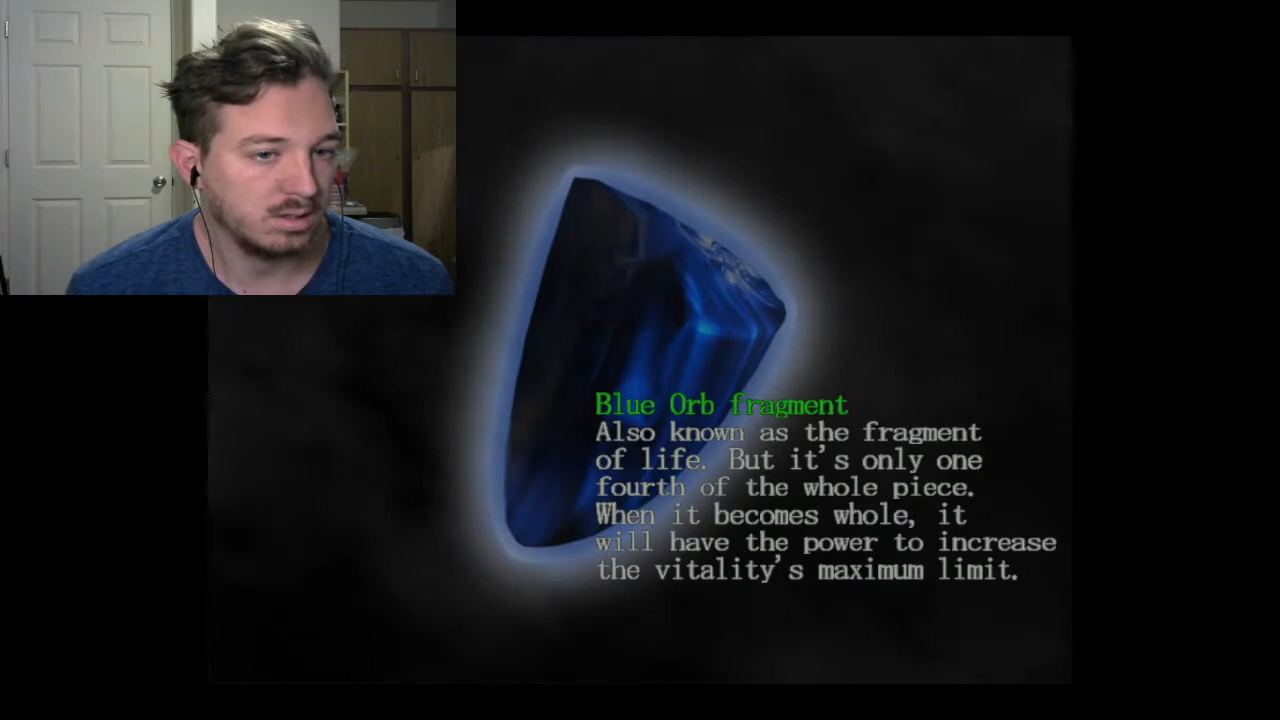 Blue Orb fragment
Also known as the fragment
of life. But it's only one
fourth of the whole piece.
When it becomes whole, it
will have the power to increase
the vitality's maximum limit.